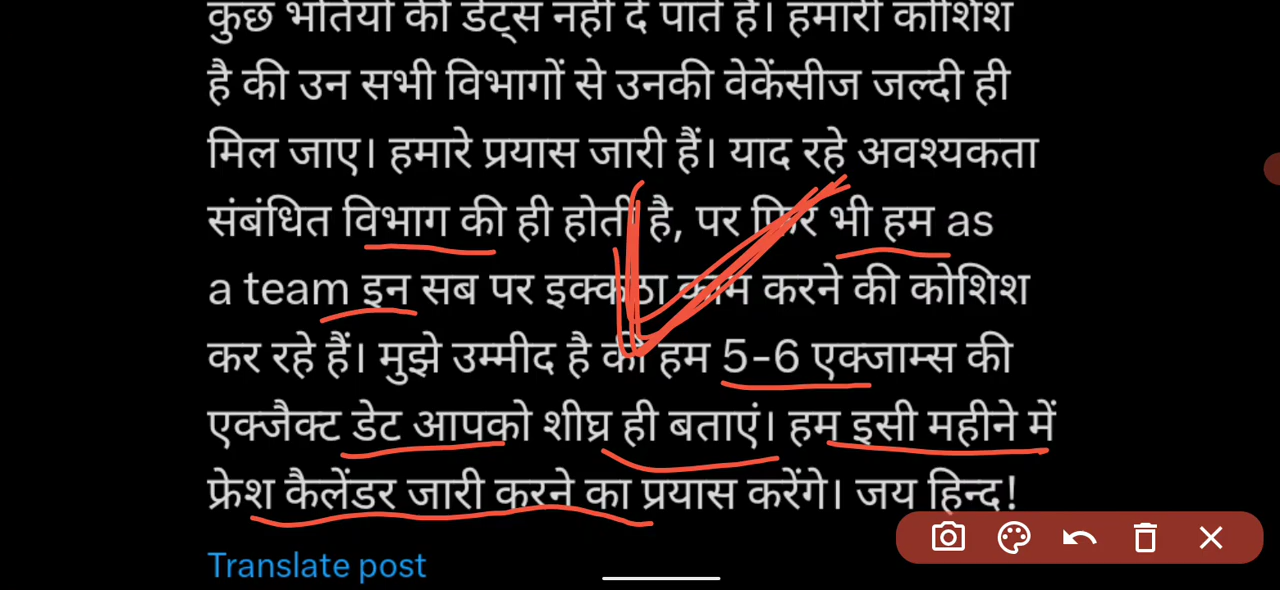 कुछ भर्तियों की डेट्स नहीं दे पाते हैं। हमारी कोशिश
है की उन सभी विभागों से उनकी वेकेंसीज जल्दी ही
मिल जाए। हमारे प्रयास जारी हैं। याद रहे अवश्यकता
संबंधित विभाग की ही होती है, पर फिर भी हम as
a team इन सब पर इक्कठा काम करने की कोशिश
कर रहे हैं। मुझे उम्मीद है की हम 5-6 एक्जाम्स की
एक्जैक्ट डेट आपको शीघ्र ही बताएं। हम इसी महीने में
फ्रेश कैलेंडर जारी करने का प्रयास करेंगे। जय हिन्द!
Translate post